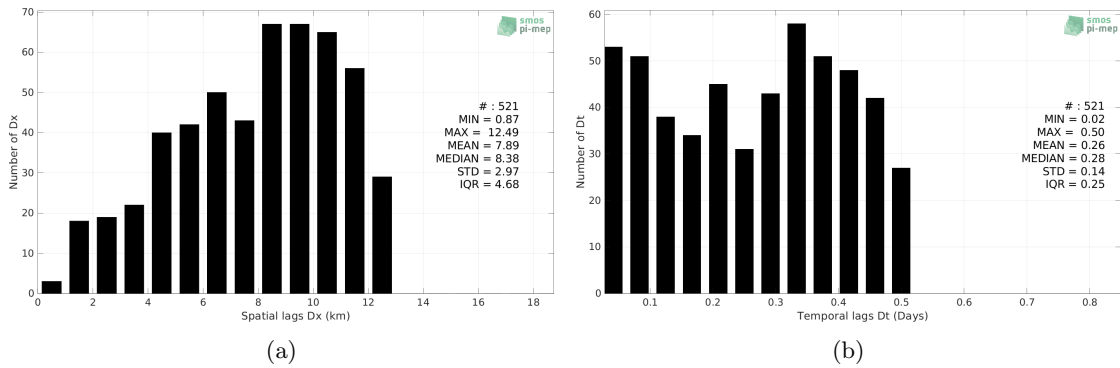 70
60
50
40
30
20
10
0
Number of Dx
0 2 4 6 8 10 12 14 16 18
Spatial lags Dx (km)
smos
pi-mep
# : 521
MIN = 0.87
MAX = 12.49
MEAN = 7.89
MEDIAN = 8.38
STD = 2.97
IQR = 4.68
(a)
60
50
40
30
20
10
0
Number of Dt
0.1 0.2 0.3 0.4 0.5 0.6 0.7 0.8
Temporal lags Dt (Days)
smos
pi-mep
# : 521
MIN = 0.02
MAX = 0.50
MEAN = 0.26
MEDIAN = 0.28
STD = 0.14
IQR = 0.25
(b)